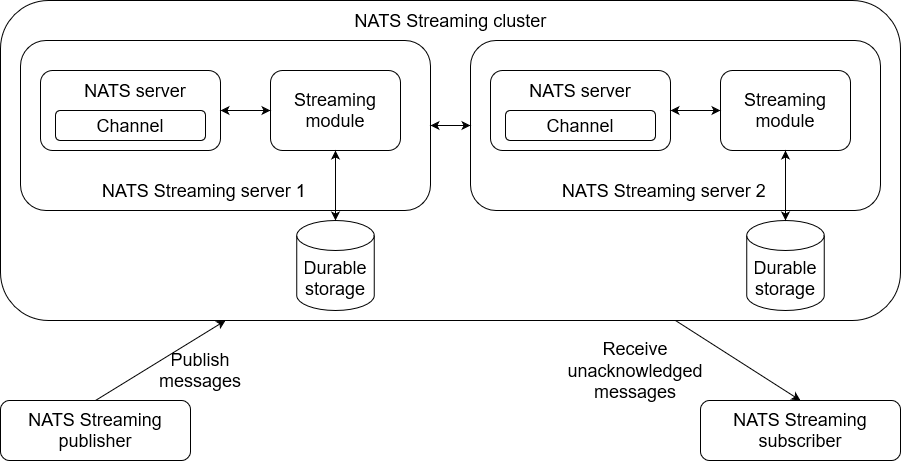 NATS Streaming cluster
NATS server
Channel
Streaming
module
NATS Streaming server 1
Durable
storage
NATS server
Channel
Streaming
module
NATS Streaming server 2
Durable
storage
Publish
messages
Receive
unacknowledged
messages
NATS Streaming
publisher
NATS Streaming
subscriber